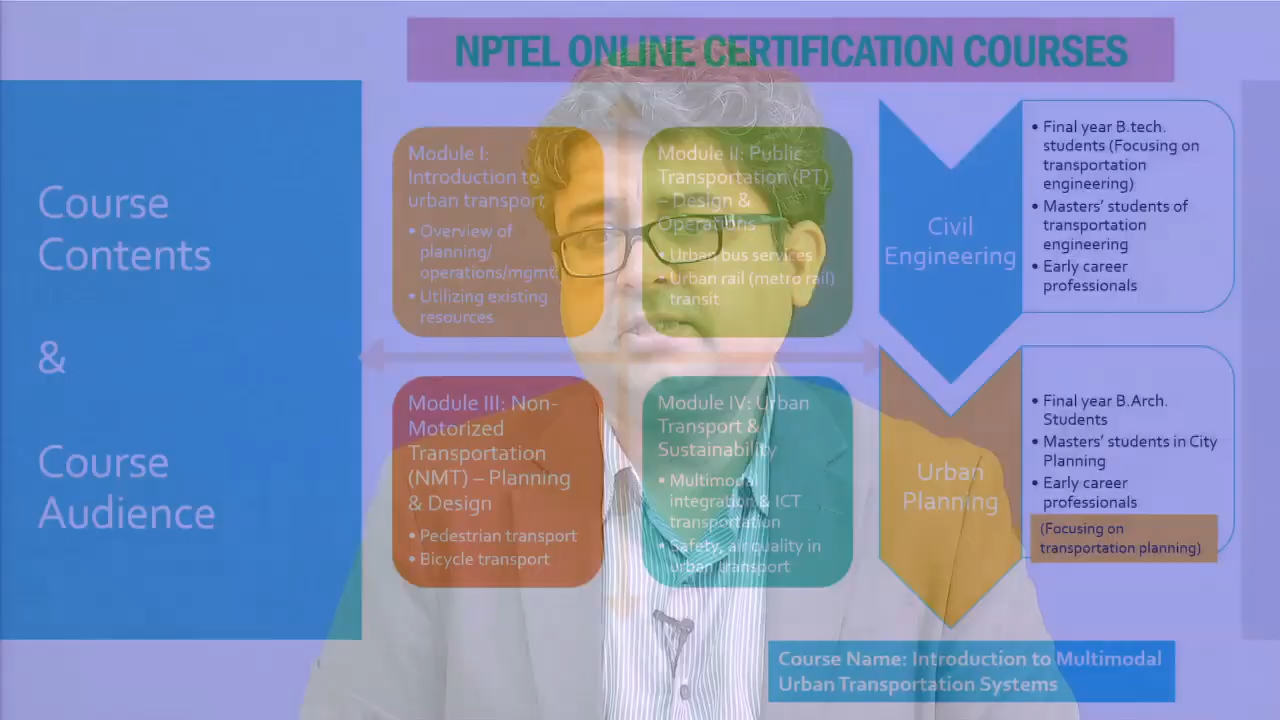 NPTEL ONLINE CERTIFICATION COURSES
Course
Contents
&
Course
Audience
Module I:
Introduction to
urban transport
• Overview of
planning/
operations/mgmt.
• Utilizing existing
resources
Module II: Public
Transportation (PT)
– Design &
Operations
• Urban bus services
• Urban rail (metro rail)
transit
Module III: Non-
Motorized
Transportation
(NMT) – Planning
& Design
• Pedestrian transport
• Bicycle transport
Module IV: Urban
Transport &
Sustainability
• Multimodal
integration & ICT
transportation
• Safety, air quality in
urban transport
Civil
Engineering
• Final year B.tech.
students (Focusing on
transportation
engineering)
• Masters’ students of
transportation
engineering
• Early career
professionals
Urban
Planning
• Final year B.Arch.
Students
• Masters’ students in City
Planning
• Early career
professionals
(Focusing on
transportation planning)
Course Name: Introduction to Multimodal
Urban Transportation Systems